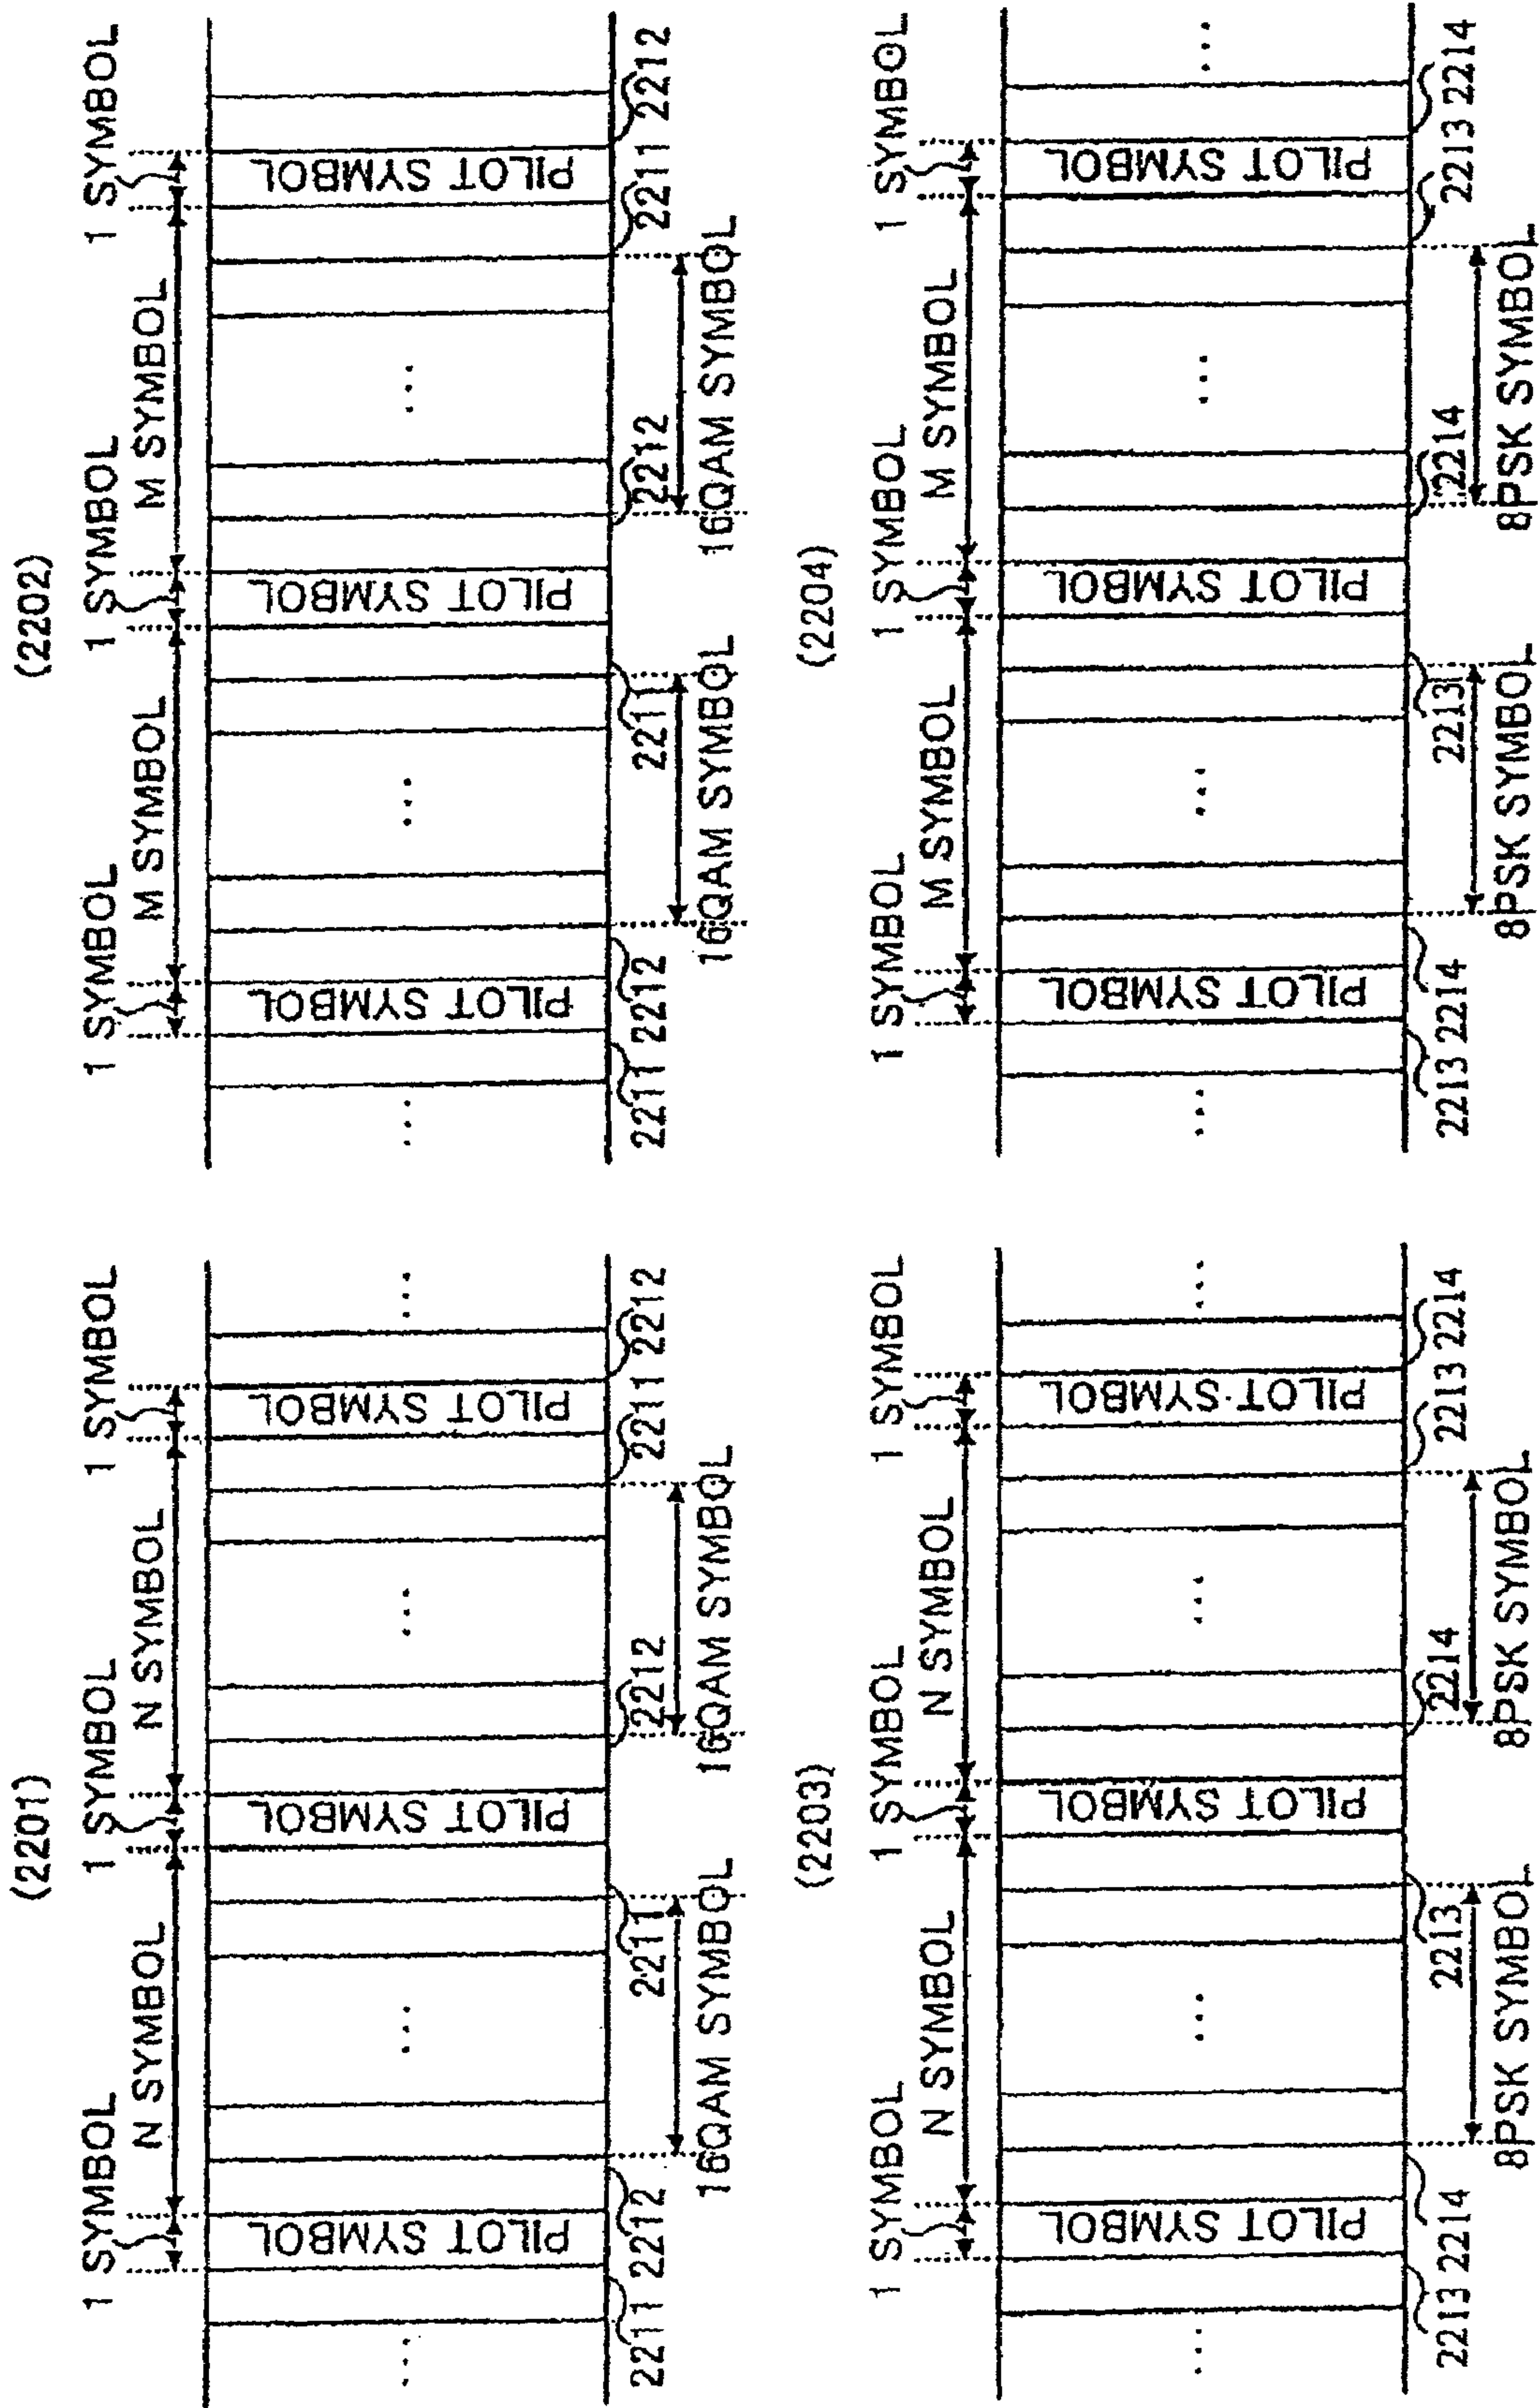 (2201)
1 SYMBOL 1 SYMBOL 1 SYMBOL
N SYMBOL N SYMBOL
... PILOT SYMBOL ... PILOT SYMBOL ... PILOT SYMBOL ...
2211 2212 2211 2212 2211 2212
16QAM SYMBOL 16QAM SYMBOL
(2202)
1 SYMBOL 1 SYMBOL 1 SYMBOL
M SYMBOL M SYMBOL
... PILOT SYMBOL ... PILOT SYMBOL ... PILOT SYMBOL
2211 2212 2211 2212 2211 2212
16QAM SYMBOL 16QAM SYMBOL
(2203)
1 SYMBOL 1 SYMBOL 1 SYMBOL
N SYMBOL N SYMBOL
... PILOT SYMBOL ... PILOT SYMBOL ... PILOT SYMBOL ...
2213 2214 2213 2214 2213 2214
8PSK SYMBOL 8PSK SYMBOL
(2204)
1 SYMBOL 1 SYMBOL 1 SYMBOL
M SYMBOL M SYMBOL
... PILOT SYMBOL ... PILOT SYMBOL ... PILOT SYMBOL ...
2213 2214 2213 2214 2213 2214
8PSK SYMBOL 8PSK SYMBOL